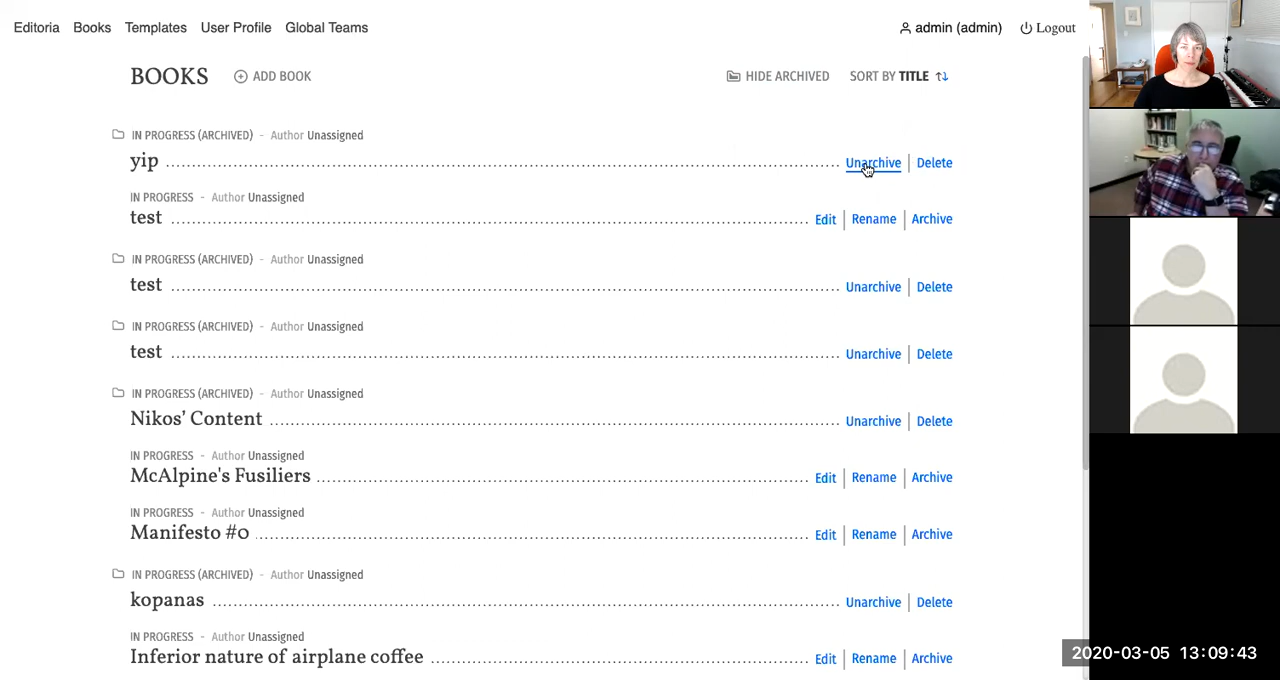 Editoria Books Templates User Profile Global Teams admin (admin) Logout
BOOKS ADD BOOK HIDE ARCHIVED SORT BY TITLE
IN PROGRESS (ARCHIVED) - Author Unassigned
yip Unarchive | Delete
IN PROGRESS - Author Unassigned
test Edit | Rename | Archive
IN PROGRESS (ARCHIVED) - Author Unassigned
test Unarchive | Delete
IN PROGRESS (ARCHIVED) - Author Unassigned
test Unarchive | Delete
IN PROGRESS (ARCHIVED) - Author Unassigned
Nikos’ Content Unarchive | Delete
IN PROGRESS - Author Unassigned
McAlpine's Fusiliers Edit | Rename | Archive
IN PROGRESS - Author Unassigned
Manifesto #0 Edit | Rename | Archive
IN PROGRESS (ARCHIVED) - Author Unassigned
kopanas Unarchive | Delete
IN PROGRESS - Author Unassigned
Inferior nature of airplane coffee Edit | Rename | Archive
2020-03-05 13:09:43